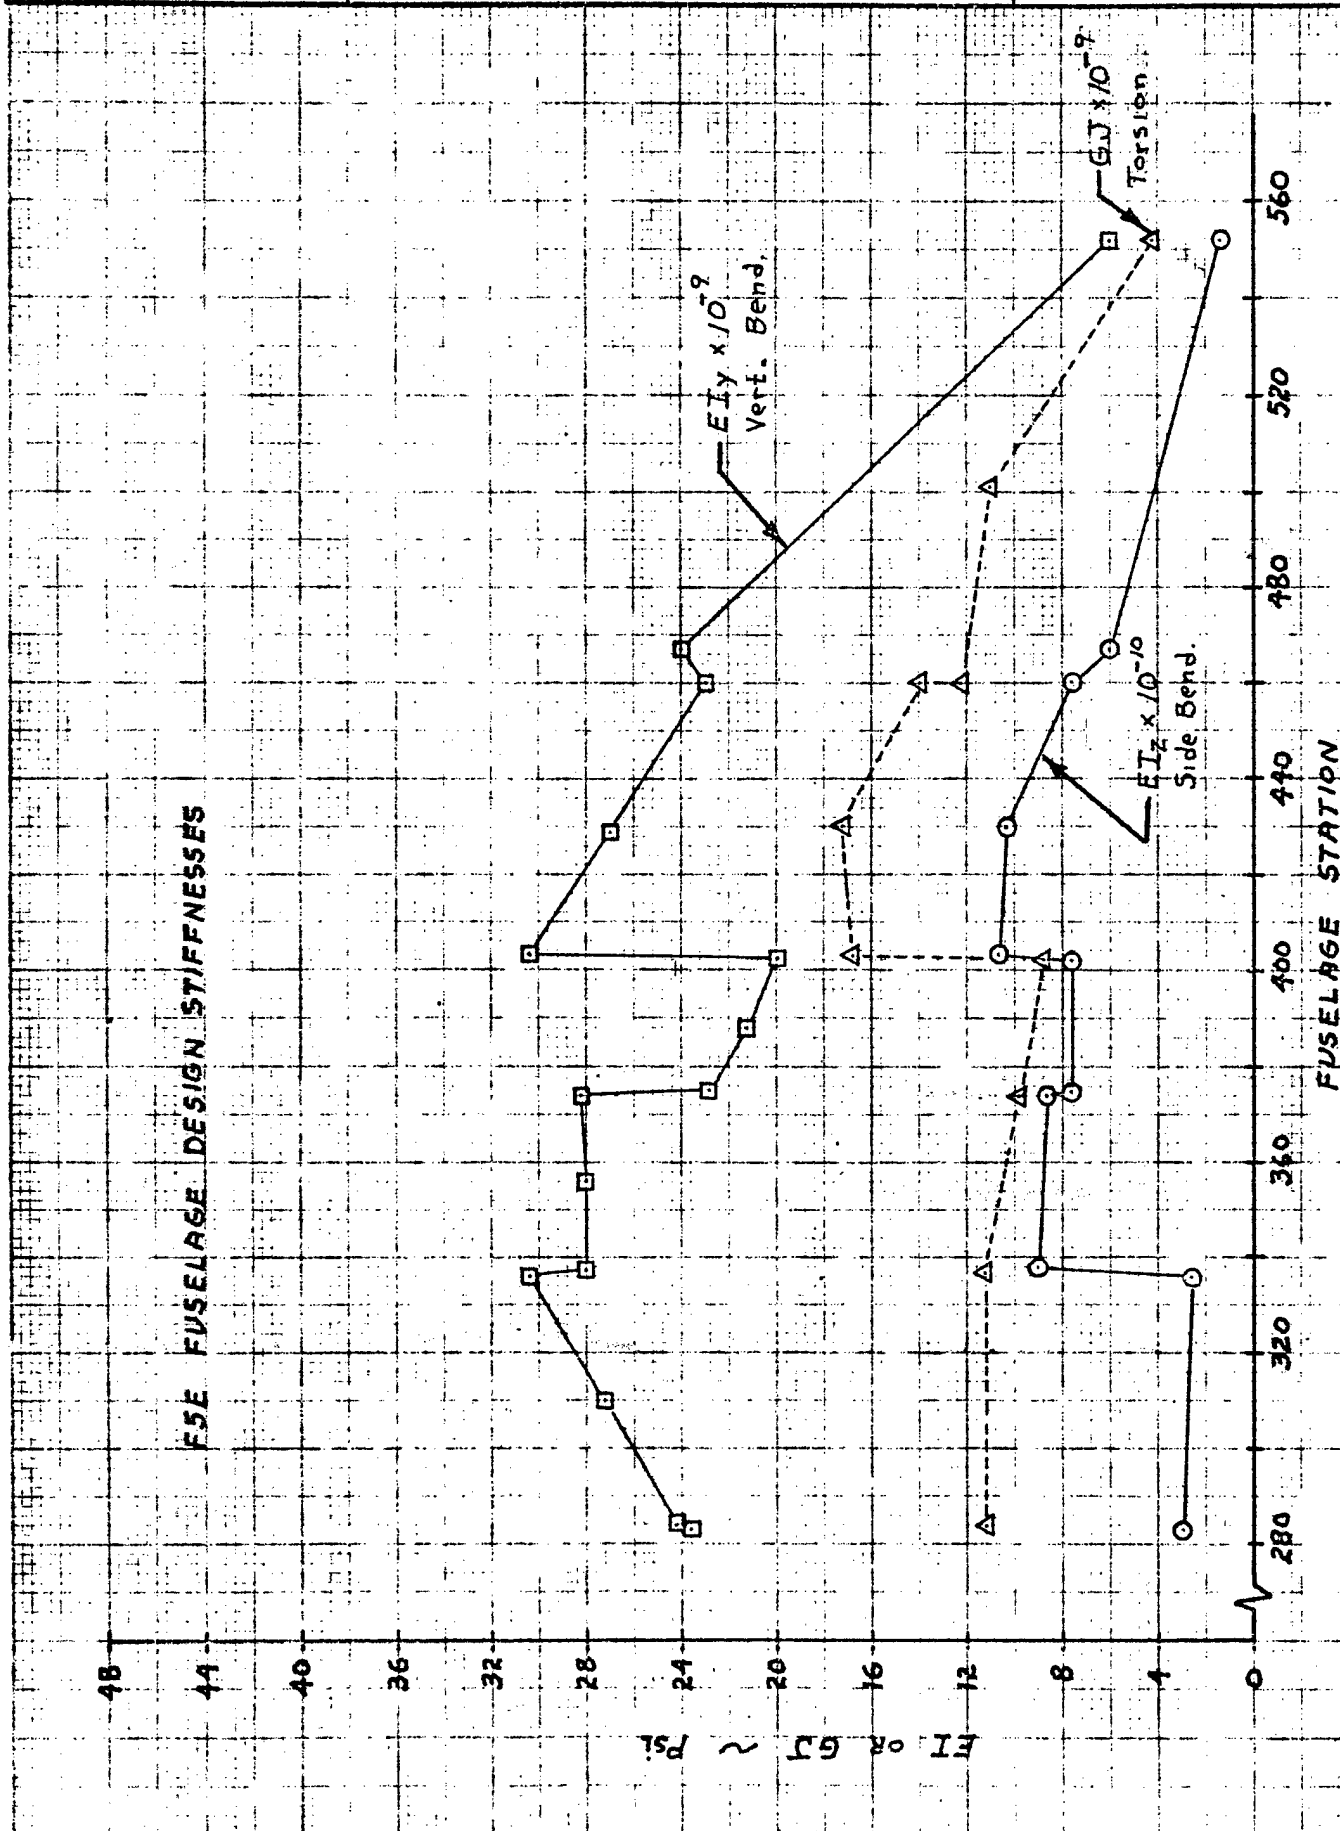 F5E FUSELAGE DESIGN STIFFNESSES
EI OR GJ ~ Psi
48
44
40
36
32
28
24
20
16
12
8
4
0
EIy x 10^-9
Vert. Bend.
GJ x 10^-9
Torsion
EIz x 10^-10
Side Bend.
280
320
360
400
440
480
520
560
FUSELAGE STATION